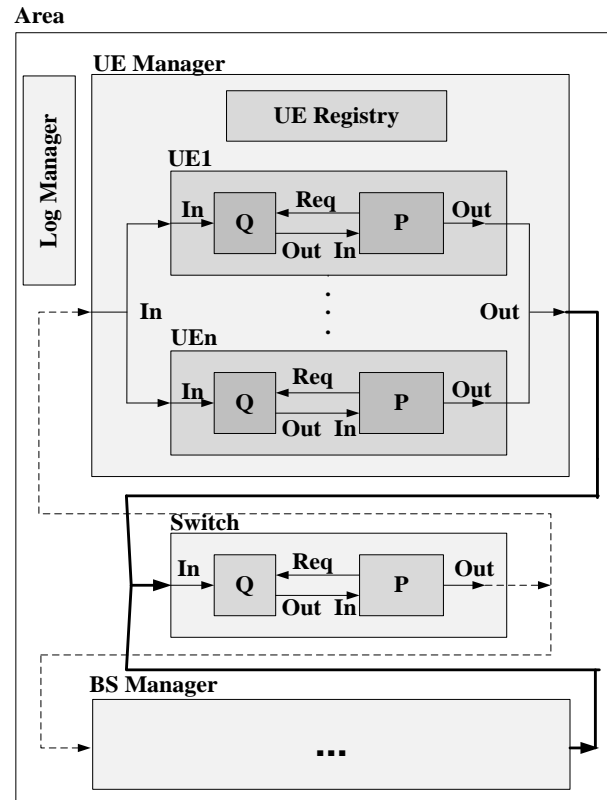 Area
UE Manager
Log Manager
UE Registry
UE1
In
Q
Req
Out In
P
Out
In
Out
UEn
In
Q
Req
Out In
P
Out
Switch
In
Q
Req
Out In
P
Out
BS Manager
...